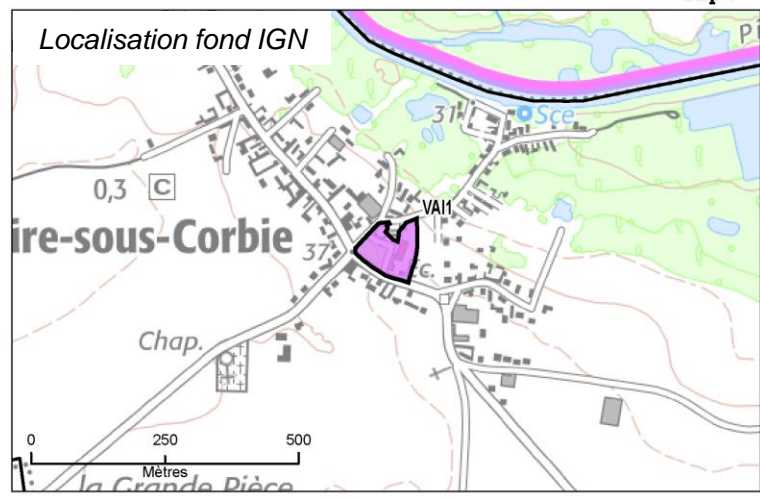 Localisation fond IGN
31
Sce
0,3 C
VAI1
ire-sous-Corbie
37
c.
Chap.
0 250 500
Mètres
la Grande Pièce